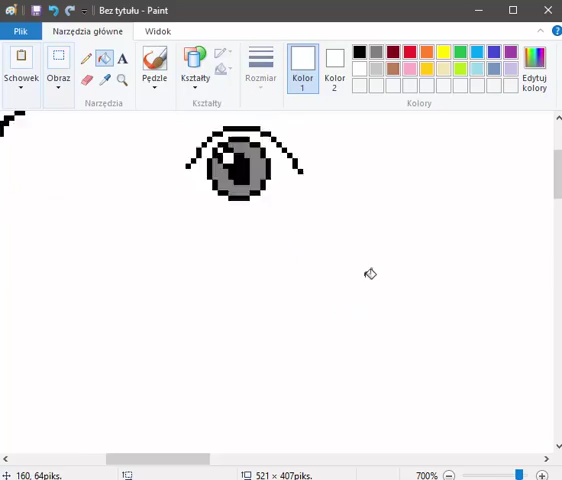 Bez tytułu - Paint
Plik
Narzędzia główne
Widok
Schowek
Obraz
A
Narzędzia
Pędzle
Kształty
Kształty
Rozmiar
Kolor
1
Kolor
2
Edytuj
kolory
Kolory
160, 64piks.
521 × 407piks.
700%